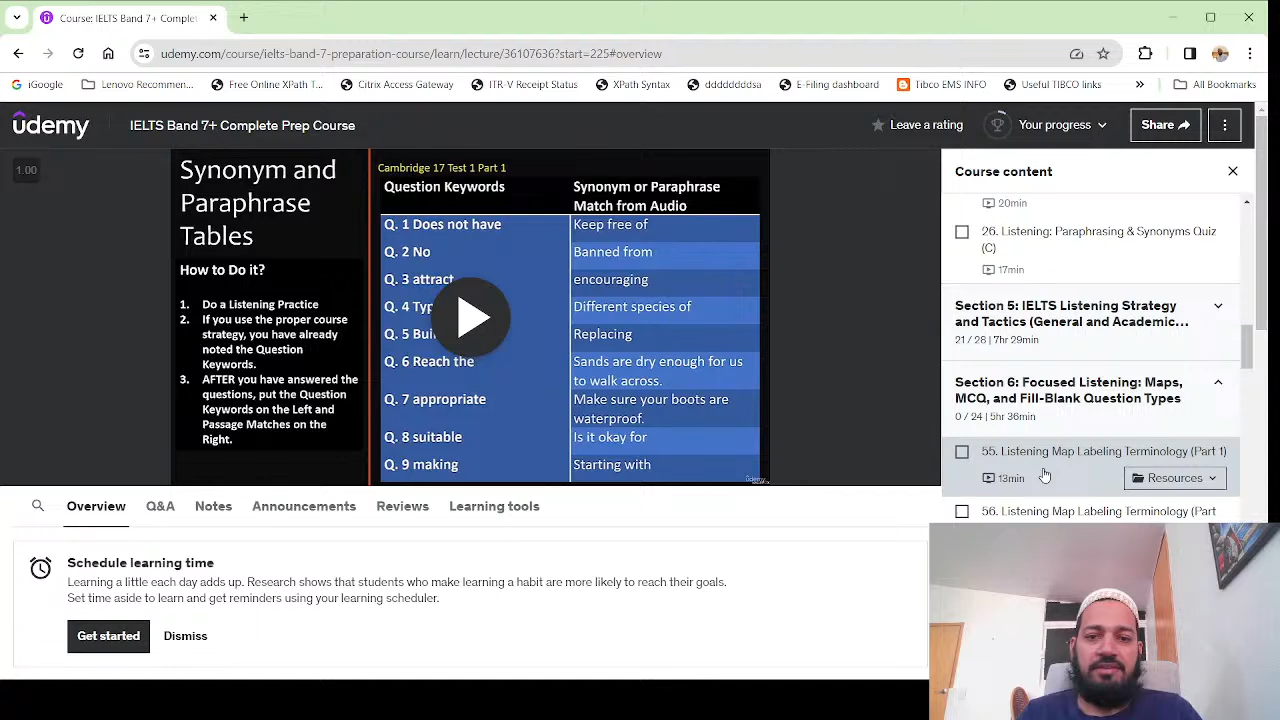 Course: IELTS Band 7+ Complet
udemy.com/course/ielts-band-7-preparation-course/learn/lecture/36107636?start=225#overview
iGoogle
Lenovo Recommen...
Free Online XPath T...
Citrix Access Gateway
ITR-V Receipt Status
XPath Syntax
dddddddsa
E-Filing dashboard
TIBCO EMS INFO
Useful TIBCO links
»
All Bookmarks
udemy
IELTS Band 7+ Complete Prep Course
Leave a rating
Your progress
Share
1.00
Synonym and
Paraphrase
Tables
How to Do it?
1. Do a Listening Practice
2. If you use the proper course
strategy, you have already
noted the Question
Keywords.
3. AFTER you have answered the
questions, put the Question
Keywords on the Left and
Passage Matches on the
Right.
Cambridge 17 Test 1 Part 1
Question Keywords
Synonym or Paraphrase
Match from Audio
Q. 1 Does not have
Keep free of
Q. 2 No
Banned from
Q. 3 attract
encouraging
Q. 4
Different species of
Q. 5
Replacing
Q. 6 Reach the
Sands are dry enough for us
to walk across.
Q. 7 appropriate
Make sure your boots are
waterproof.
Q. 8 suitable
Is it okay for
Q. 9 making
Starting with
udemy
Course content
20min
26. Listening: Paraphrasing & Synonyms Quiz
(C)
17min
Section 5: IELTS Listening Strategy
and Tactics (General and Academic...
21 / 28 | 7hr 29min
Section 6: Focused Listening: Maps,
MCQ, and Fill-Blank Question Types
0 / 24 | 5hr 36min
55. Listening Map Labeling Terminology (Part 1)
13min
Resources
56. Listening Map Labeling Terminology (Part
Overview
Q&A
Notes
Announcements
Reviews
Learning tools
Schedule learning time
Learning a little each day adds up. Research shows that students who make learning a habit are more likely to reach their goals.
Set time aside to learn and get reminders using your learning scheduler.
Get started
Dismiss